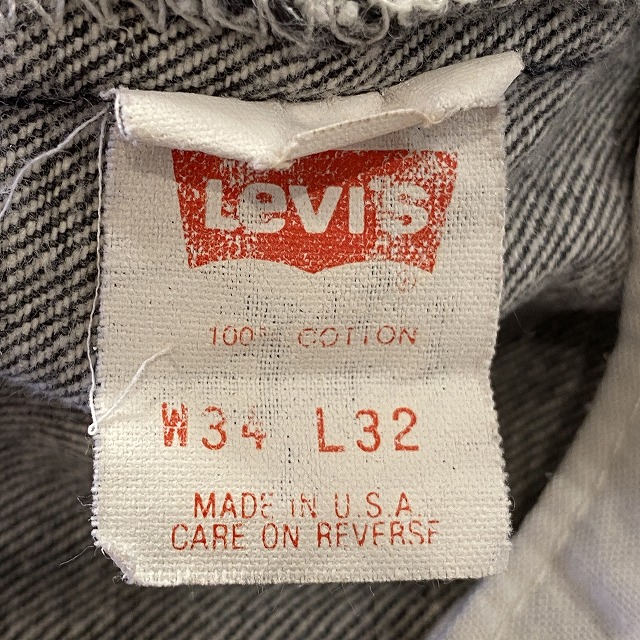 Levi's
®
100% COTTON
W34 L32
MADE IN U.S.A
CARE ON REVERSE